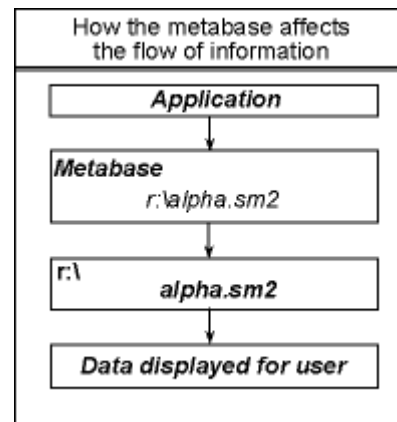 How the metabase affects
the flow of information
Application
Metabase
r:\alpha.sm2
r:\
alpha.sm2
Data displayed for user